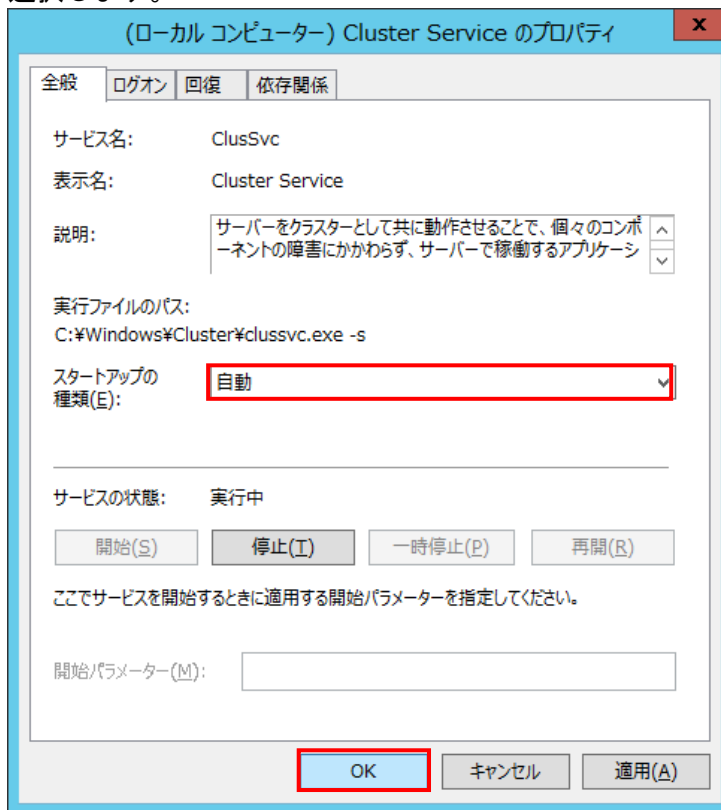 (ローカル コンピューター) Cluster Service のプロパティ
x
全般 ログオン 回復 依存関係
サービス名: ClusSvc
表示名: Cluster Service
説明: サーバーをクラスターとして共に動作させることで、個々のコンポ
ーネントの障害にかかわらず、サーバーで稼働するアプリケーシ
実行ファイルのパス:
C:¥Windows¥Cluster¥clussvc.exe -s
スタートアップの
種類(E): 自動
サービスの状態: 実行中
開始(S) 停止(T) 一時停止(P) 再開(R)
ここでサービスを開始するときに適用する開始パラメーターを指定してください。
開始パラメーター(M):
OK キャンセル 適用(A)